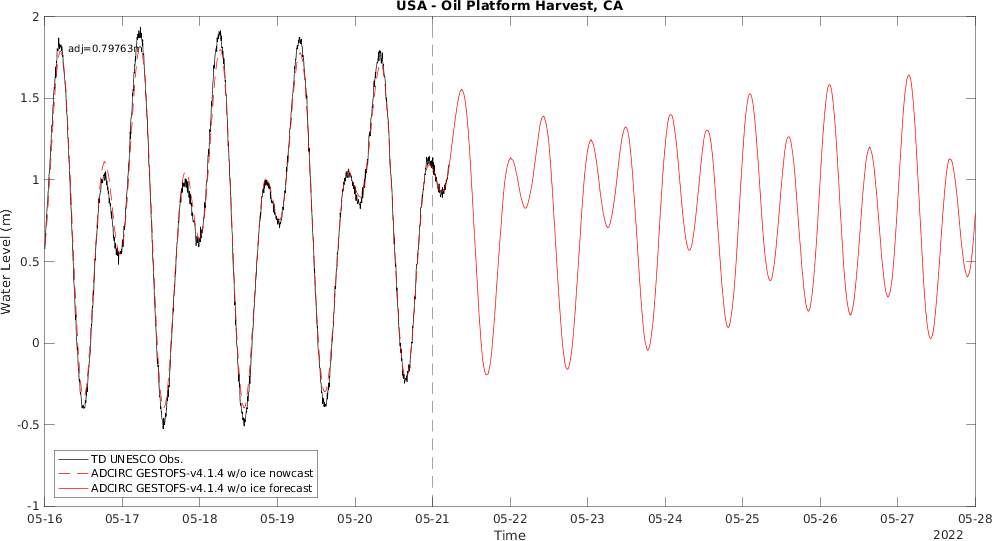 USA - Oil Platform Harvest, CA
adj=0.79763m
Water Level (m)
2
1.5
1
0.5
0
-0.5
-1
TD UNESCO Obs.
ADCIRC GESTOFS-v4.1.4 w/o ice nowcast
ADCIRC GESTOFS-v4.1.4 w/o ice forecast
05-16 05-17 05-18 05-19 05-20 05-21 05-22 05-23 05-24 05-25 05-26 05-27 05-28
Time
2022